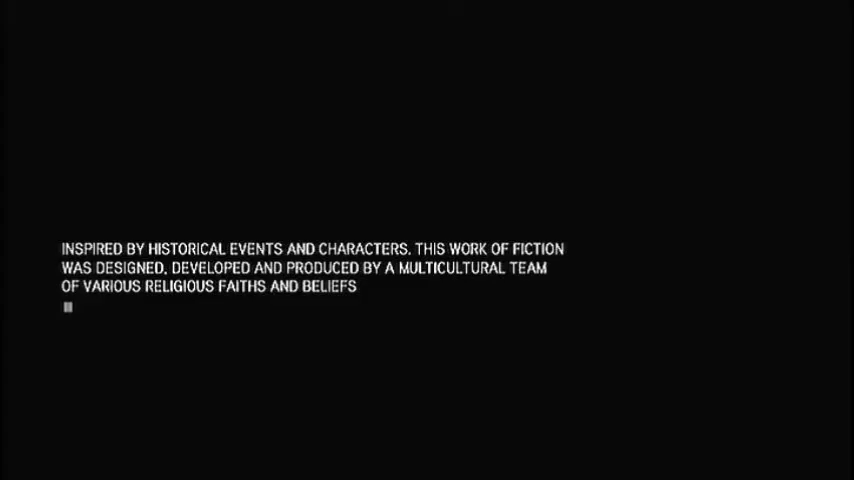 INSPIRED BY HISTORICAL EVENTS AND CHARACTERS. THIS WORK OF FICTION
WAS DESIGNED, DEVELOPED AND PRODUCED BY A MULTICULTURAL TEAM
OF VARIOUS RELIGIOUS FAITHS AND BELIEFS